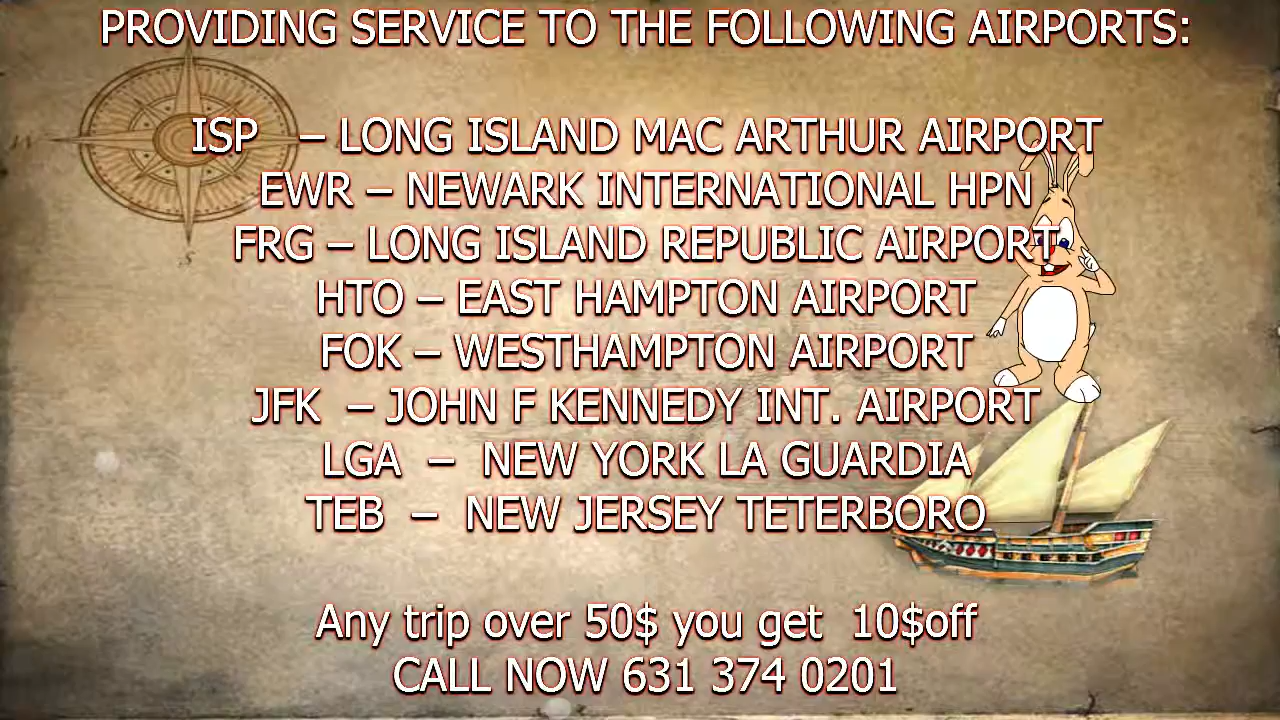 PROVIDING SERVICE TO THE FOLLOWING AIRPORTS:
ISP – LONG ISLAND MAC ARTHUR AIRPORT
EWR – NEWARK INTERNATIONAL HPN
FRG – LONG ISLAND REPUBLIC AIRPORT
HTO – EAST HAMPTON AIRPORT
FOK – WESTHAMPTON AIRPORT
JFK – JOHN F KENNEDY INT. AIRPORT
LGA – NEW YORK LA GUARDIA
TEB – NEW JERSEY TETERBORO
Any trip over 50$ you get 10$off
CALL NOW 631 374 0201
S